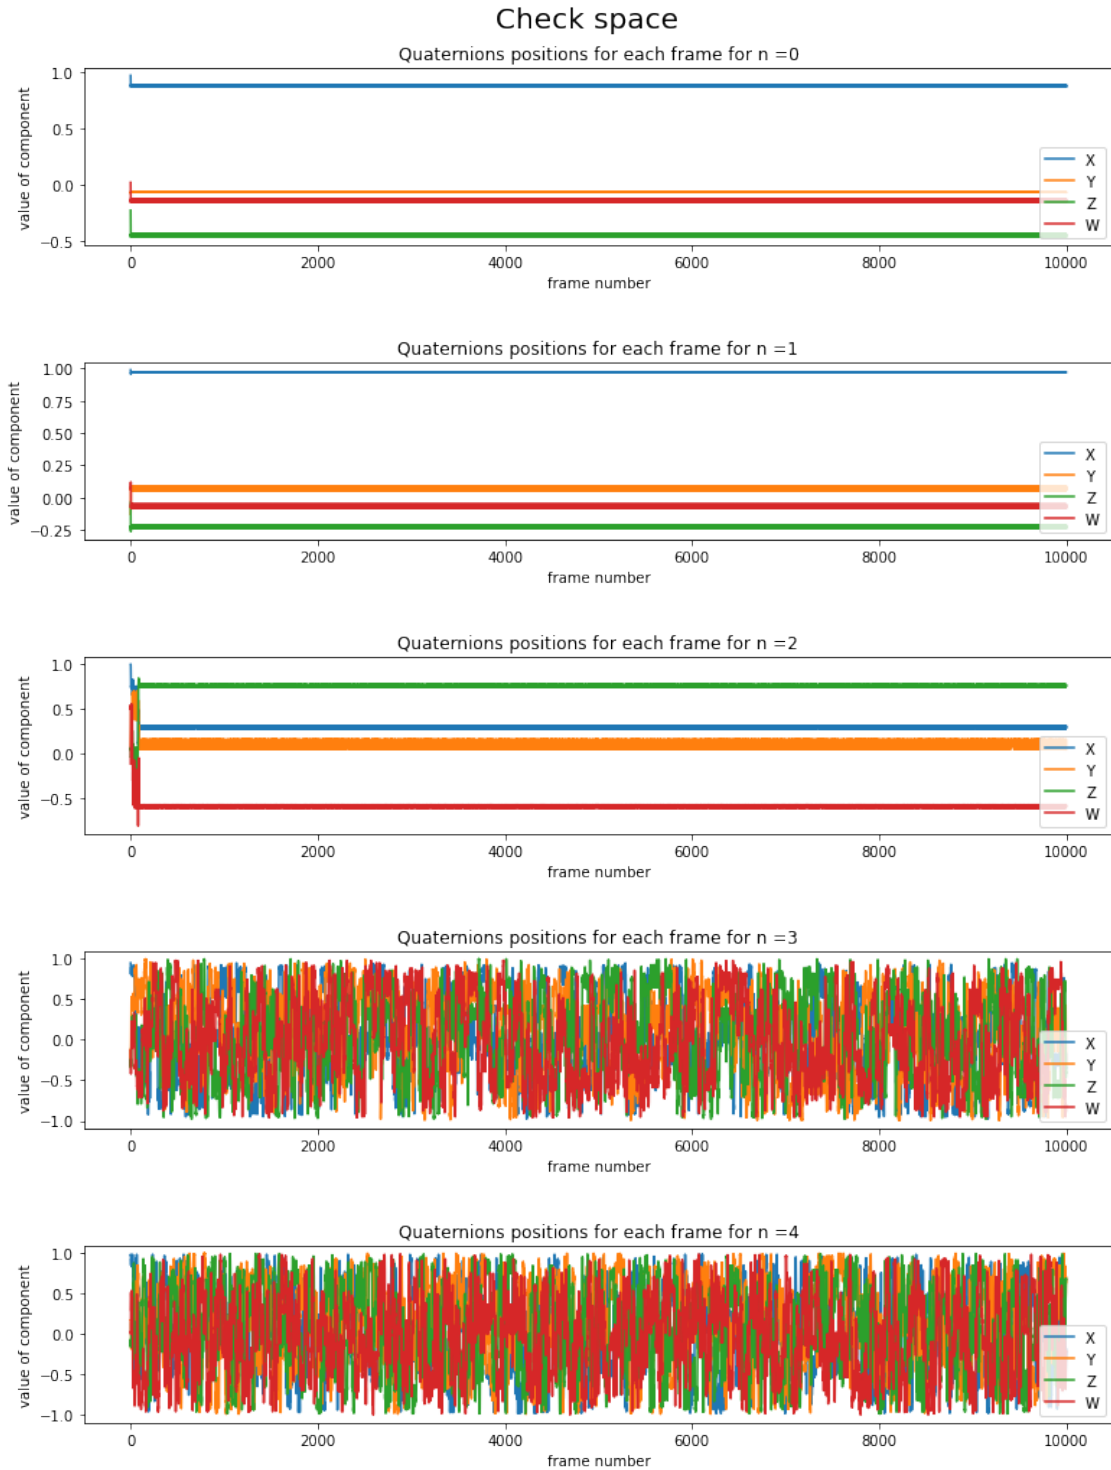 Check space
Quaternions positions for each frame for n =0
value of component
1.0
0.5
0.0
−0.5
X
Y
Z
W
0 2000 4000 6000 8000 10000
frame number
Quaternions positions for each frame for n =1
value of component
1.00
0.75
0.50
0.25
0.00
−0.25
X
Y
Z
W
0 2000 4000 6000 8000 10000
frame number
Quaternions positions for each frame for n =2
value of component
1.0
0.5
0.0
−0.5
X
Y
Z
W
0 2000 4000 6000 8000 10000
frame number
Quaternions positions for each frame for n =3
value of component
1.0
0.5
0.0
−0.5
−1.0
X
Y
Z
W
0 2000 4000 6000 8000 10000
frame number
Quaternions positions for each frame for n =4
value of component
1.0
0.5
0.0
−0.5
−1.0
X
Y
Z
W
0 2000 4000 6000 8000 10000
frame number